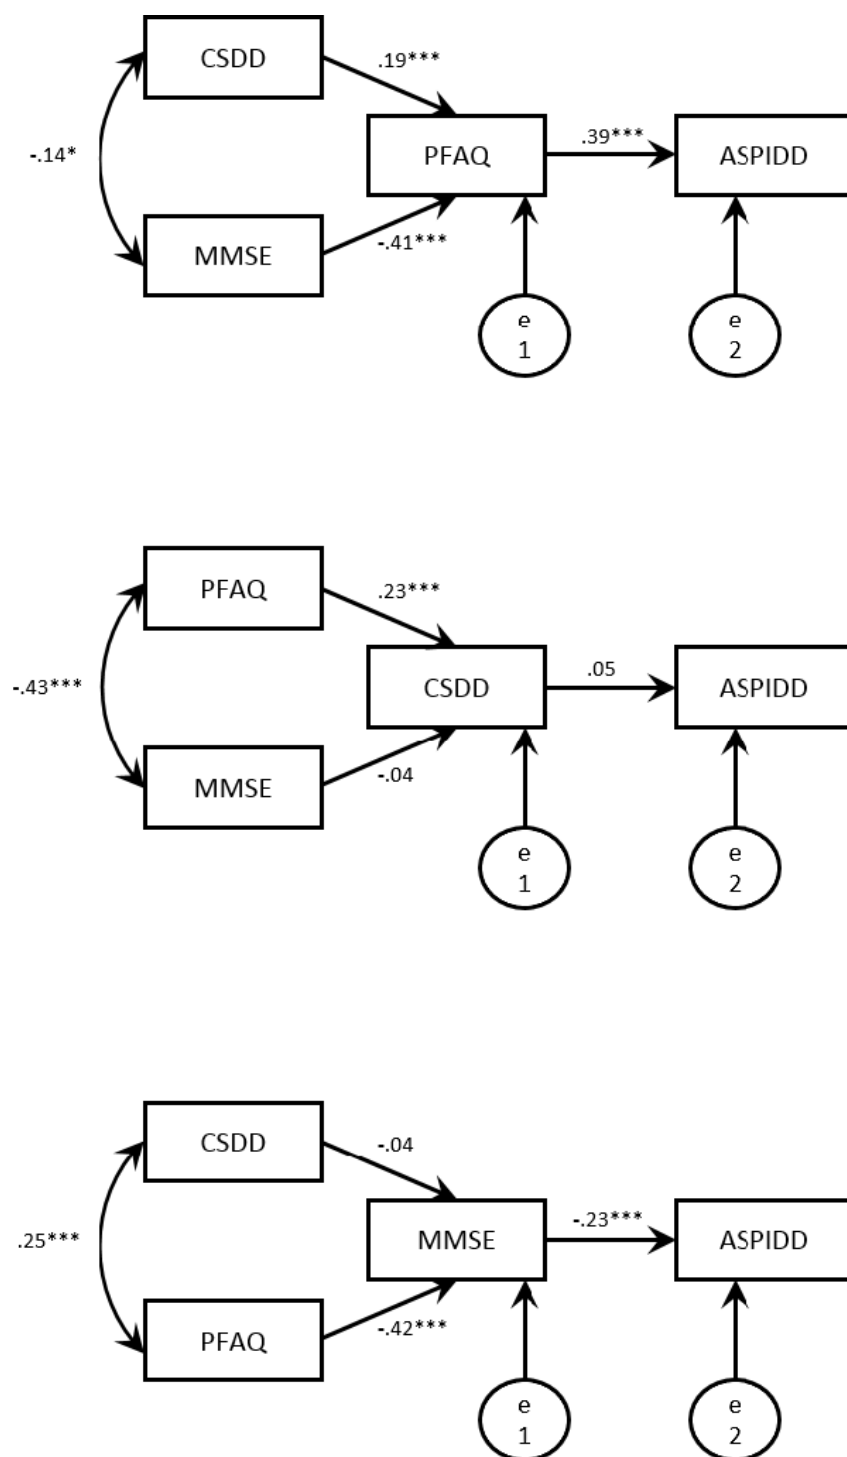 CSDD
.19***
-.14*
PFAQ
.39***
ASPIDD
MMSE
-.41***
e
1
e
2
PFAQ
.23***
-.43***
CSDD
.05
ASPIDD
MMSE
-.04
e
1
e
2
CSDD
-.04
.25***
MMSE
-.23***
ASPIDD
PFAQ
-.42***
e
1
e
2